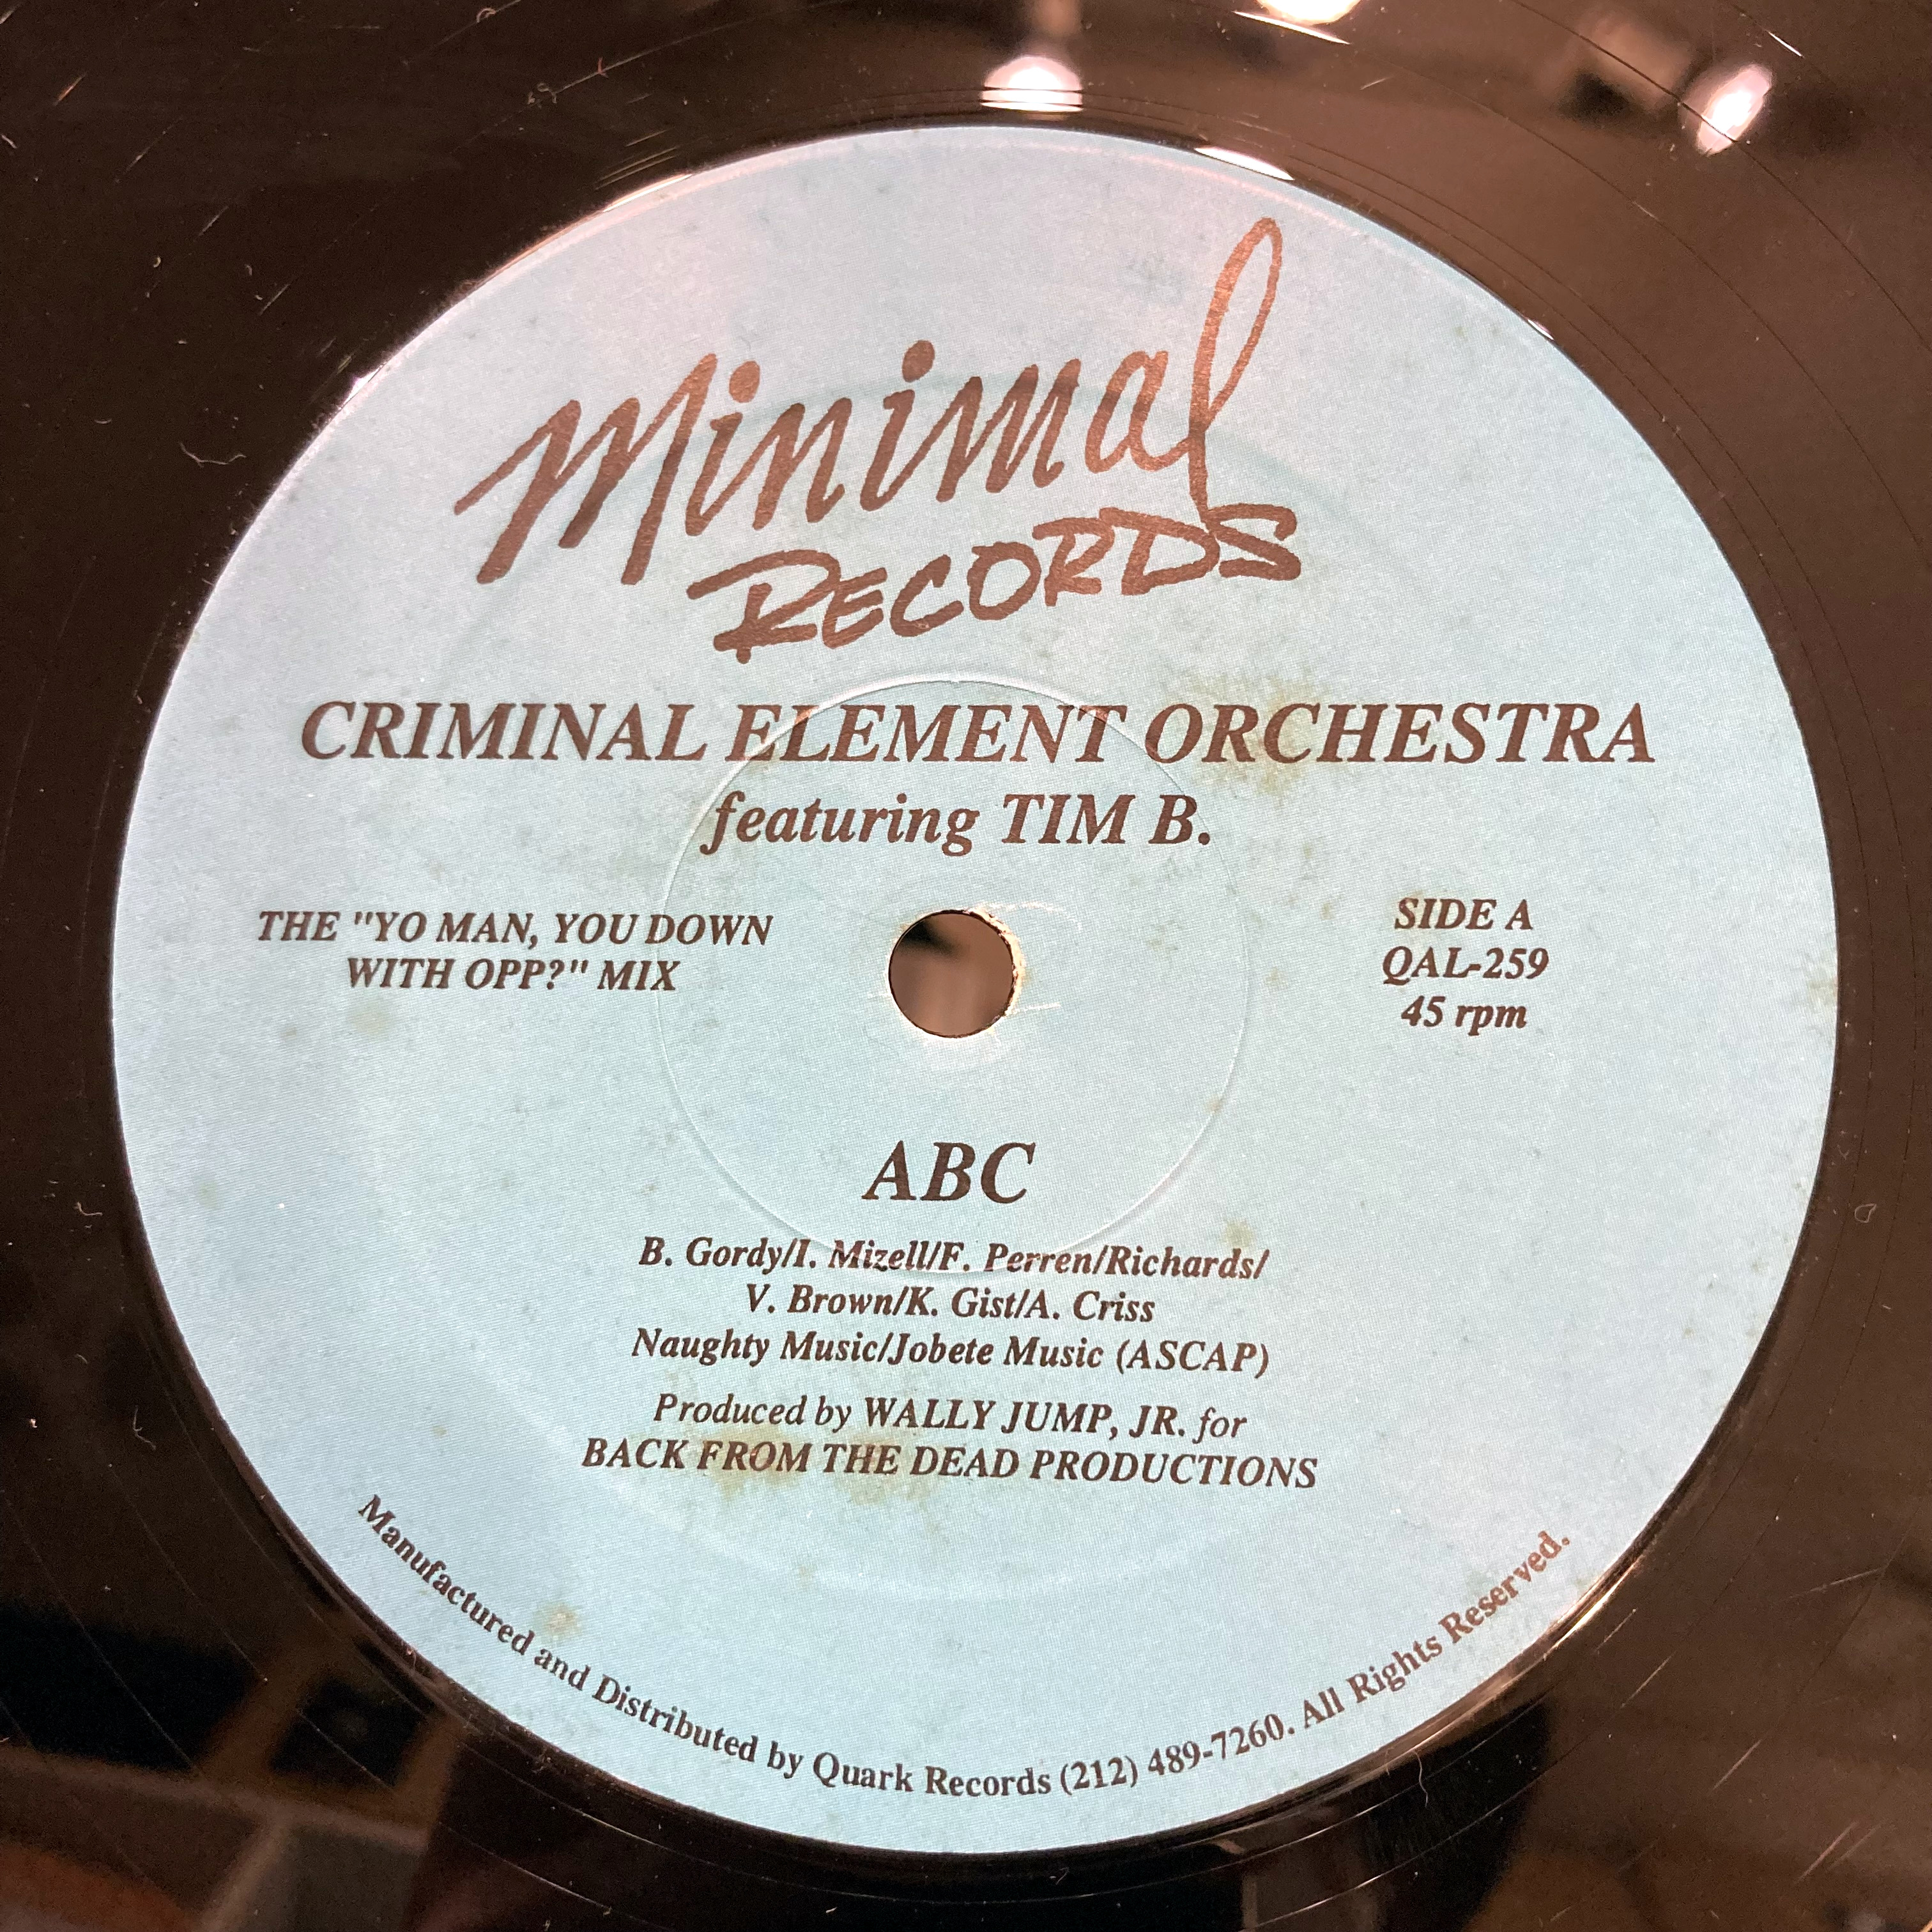 Minimal
RECORDS
CRIMINAL ELEMENT ORCHESTRA
featuring TIM B.
THE "YO MAN, YOU DOWN
WITH OPP?" MIX
SIDE A
QAL-259
45 rpm
ABC
B. Gordy/I. Mizell/F. Perren/Richards/
V. Brown/K. Gist/A. Criss
Naughty Music/Jobete Music (ASCAP)
Produced by WALLY JUMP, JR. for
BACK FROM THE DEAD PRODUCTIONS
Manufactured and Distributed by Quark Records (212) 489-7260. All Rights Reserved.